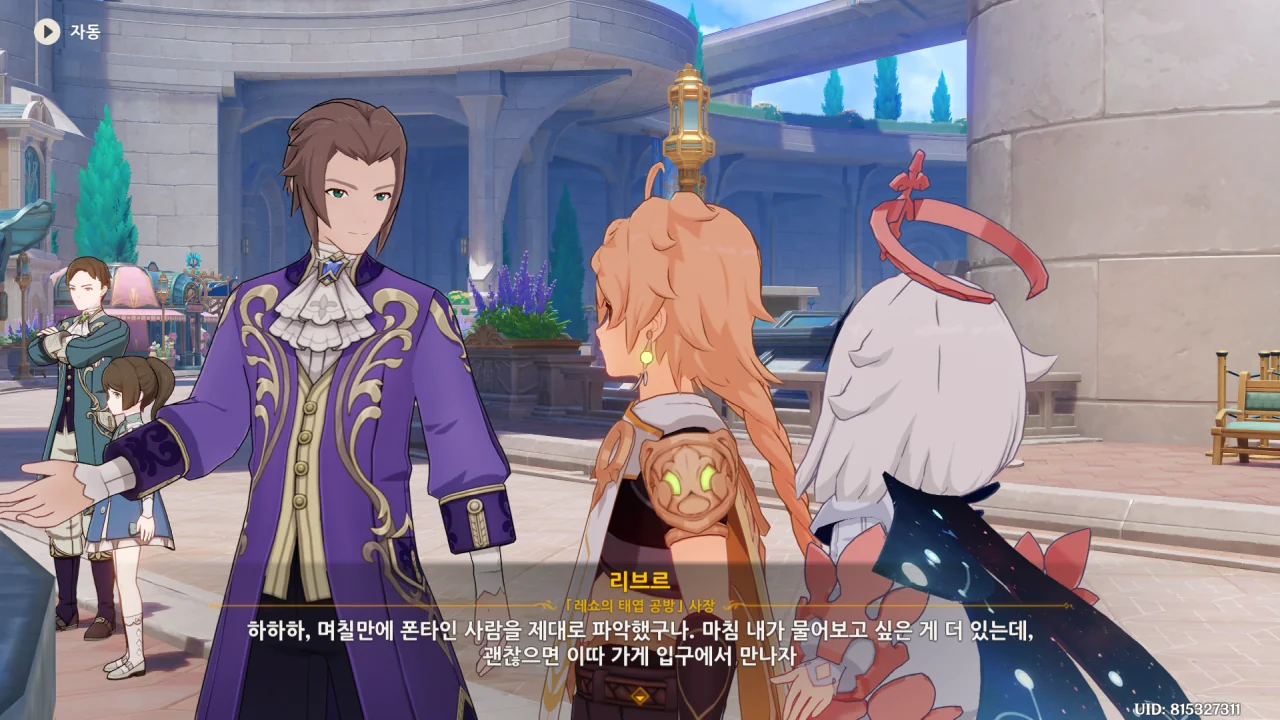 자동
리브르
「레쇼의 태엽 공방」 사장
하하하, 며칠만에 폰타인 사람을 제대로 파악했구나. 마침 내가 물어보고 싶은 게 더 있는데,
괜찮으면 이따 가게 입구에서 만나자
UID: 815327311